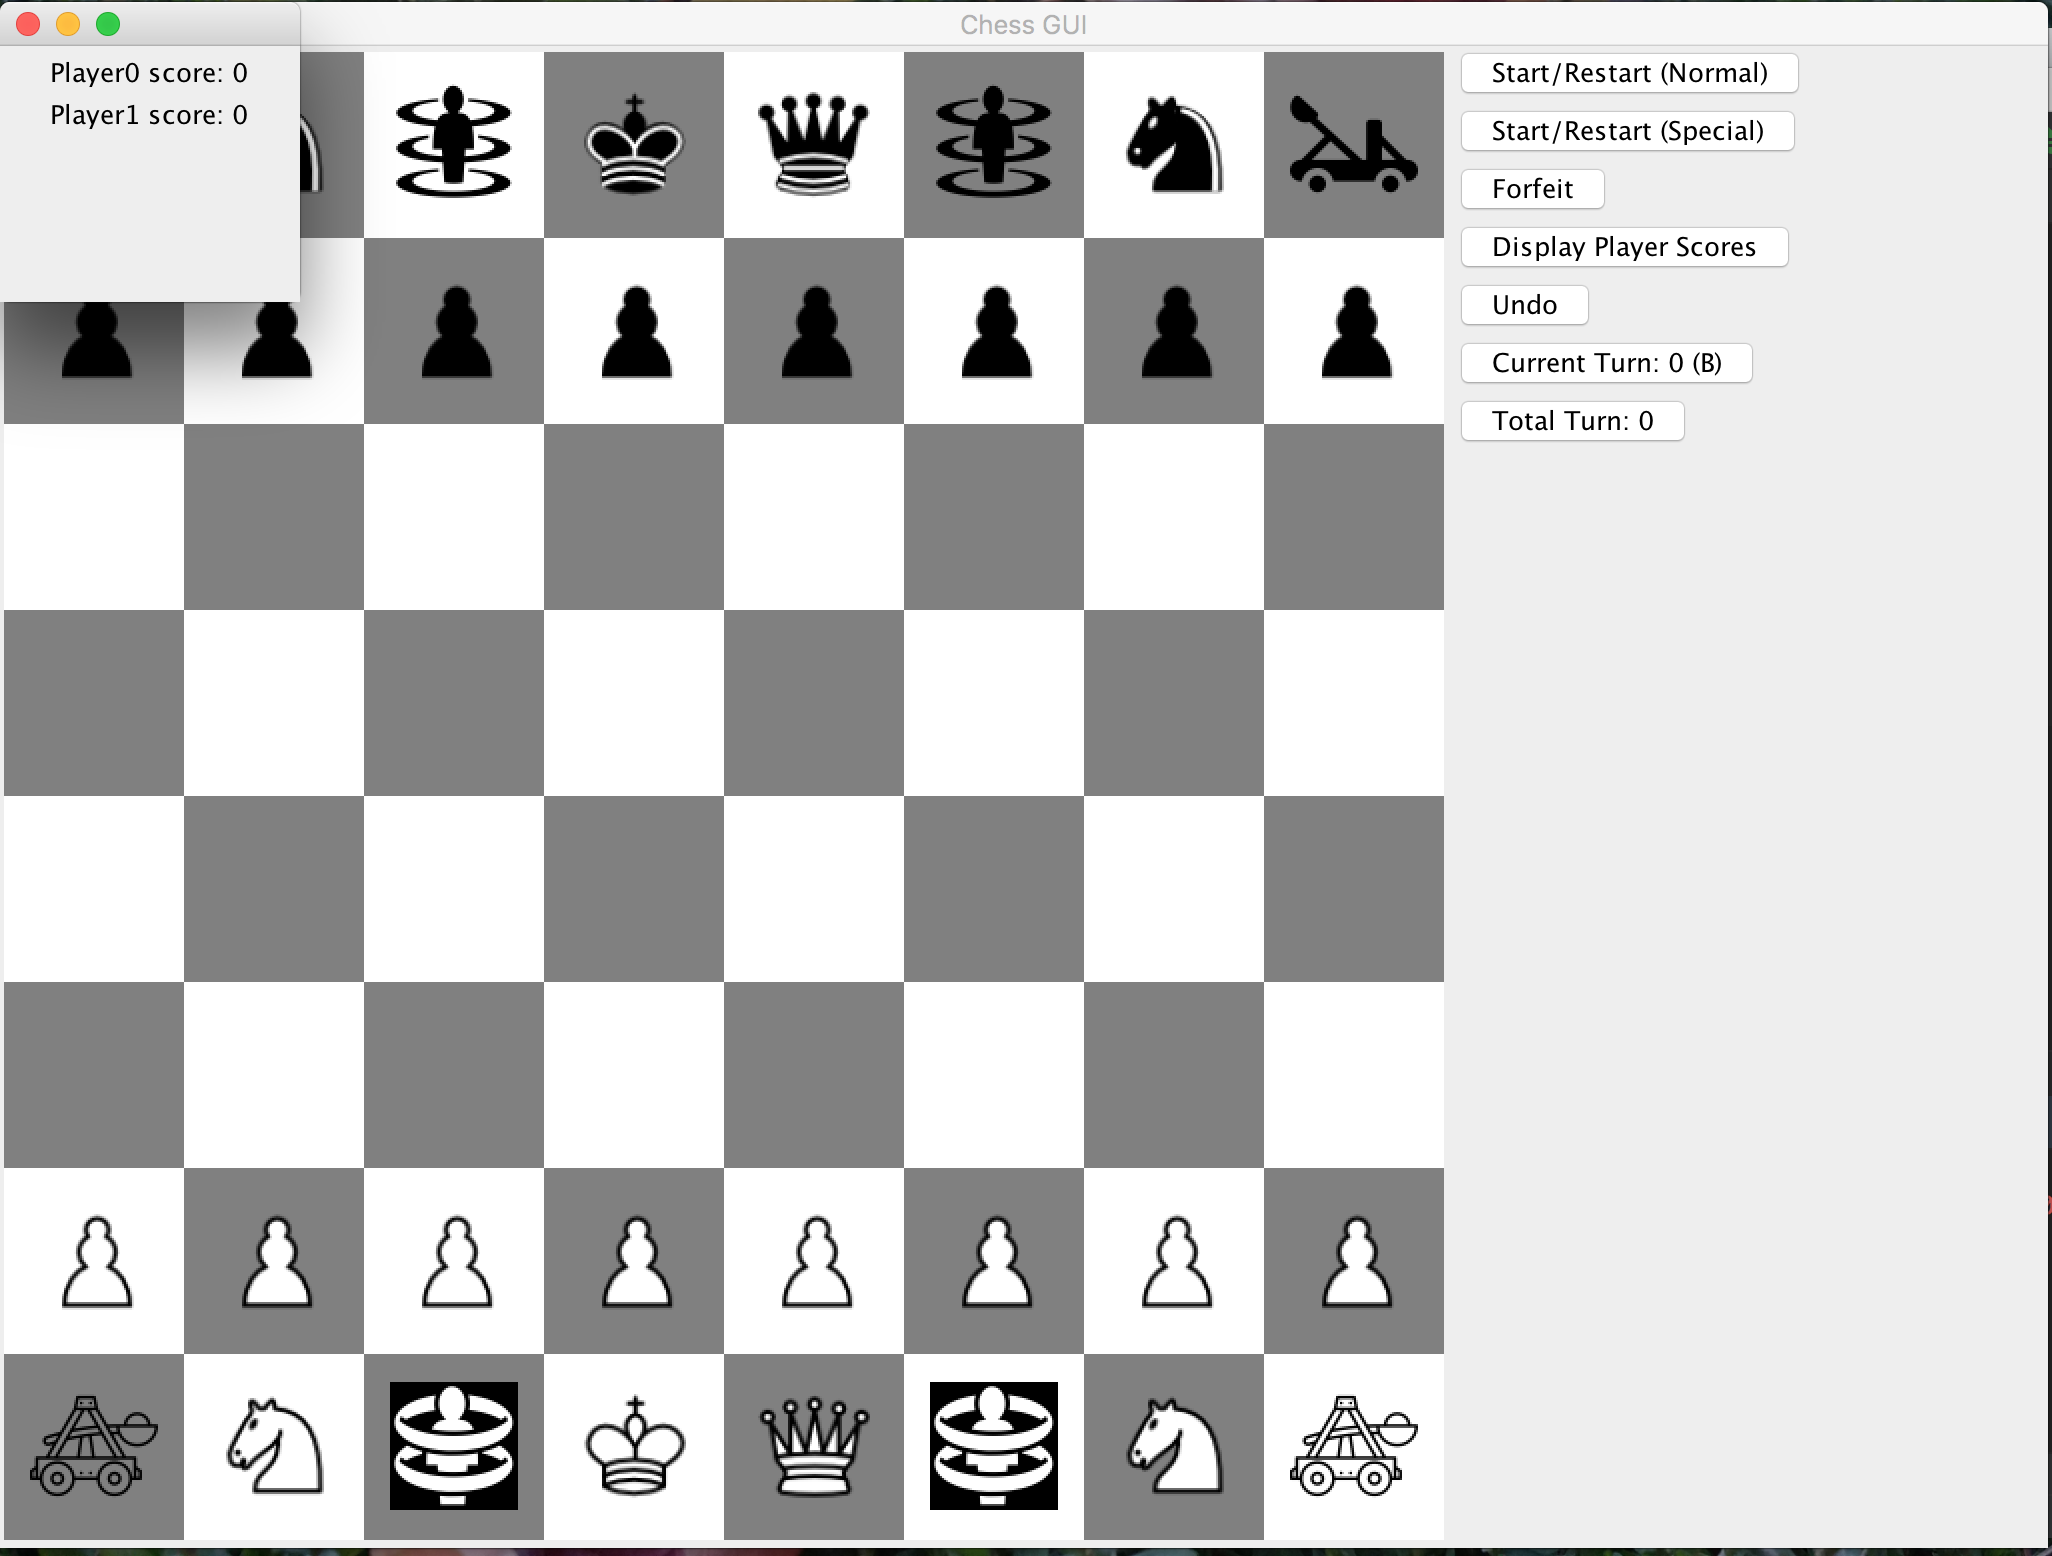 Chess GUI
Player0 score: 0
Player1 score: 0
Start/Restart (Normal)
Start/Restart (Special)
Forfeit
Display Player Scores
Undo
Current Turn: 0 (B)
Total Turn: 0